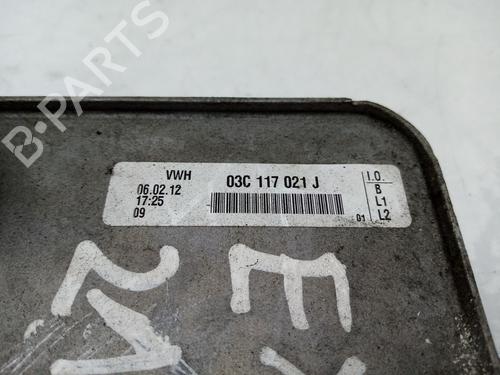 B-PARTS
VWH 03C 117 021 J I.O.
06.02.12 B
17:25 L1
09 01 L2